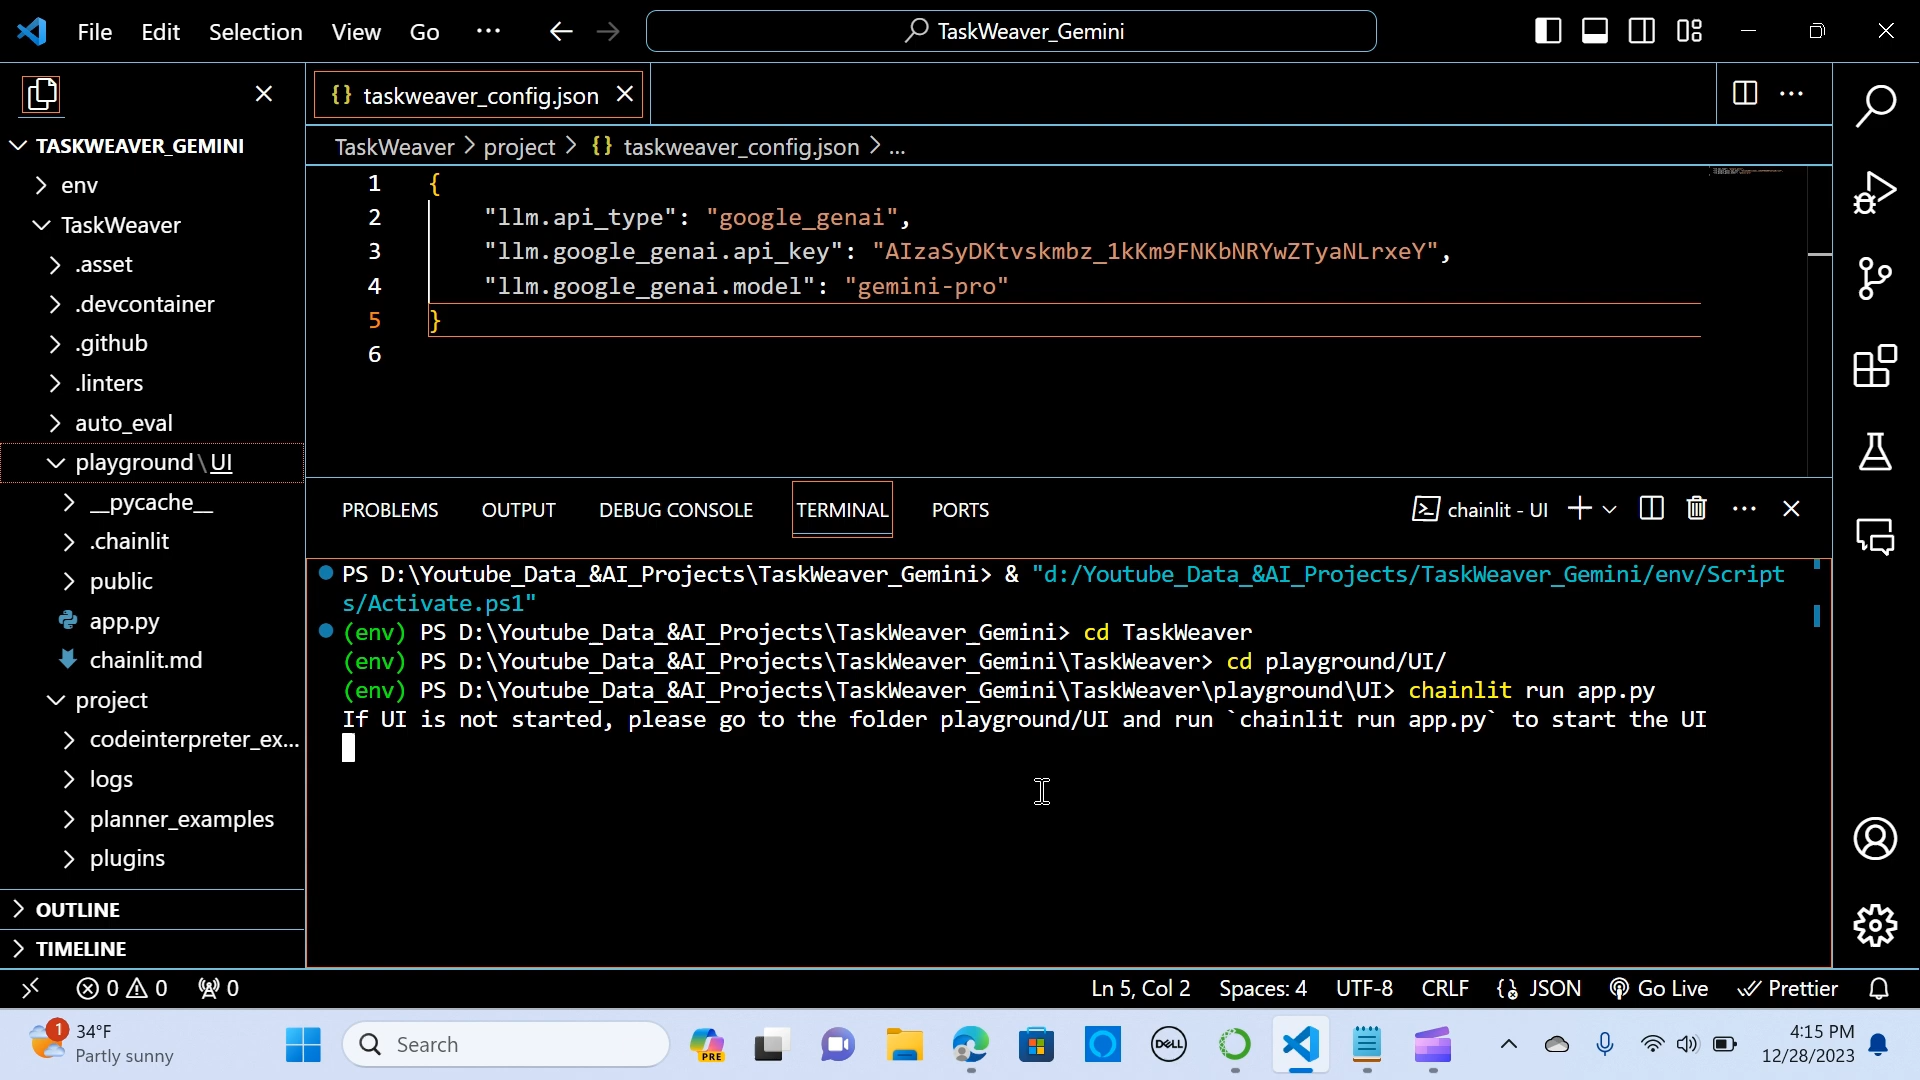 File Edit Selection View Go ··· TaskWeaver_Gemini
TASKWEAVER_GEMINI
env
TaskWeaver
.asset
.devcontainer
.github
.linters
auto_eval
playground\UI
__pycache__
.chainlit
public
app.py
chainlit.md
project
codeinterpreter_ex...
logs
planner_examples
plugins
OUTLINE
TIMELINE
{} taskweaver_config.json
TaskWeaver > project > {} taskweaver_config.json > ...
1 {
2 "llm.api_type": "google_genai",
3 "llm.google_genai.api_key": "AIzaSyDKtvskmbz_1kKm9FNKbNRYwZTyaNLrxeY",
4 "llm.google_genai.model": "gemini-pro"
5 }
6
PROBLEMS OUTPUT DEBUG CONSOLE TERMINAL PORTS chainlit - UI
PS D:\Youtube_Data_&AI_Projects\TaskWeaver_Gemini> & "d:/Youtube_Data_&AI_Projects/TaskWeaver_Gemini/env/Script
s/Activate.ps1"
(env) PS D:\Youtube_Data_&AI_Projects\TaskWeaver_Gemini> cd TaskWeaver
(env) PS D:\Youtube_Data_&AI_Projects\TaskWeaver_Gemini\TaskWeaver> cd playground/UI/
(env) PS D:\Youtube_Data_&AI_Projects\TaskWeaver_Gemini\TaskWeaver\playground\UI> chainlit run app.py
If UI is not started, please go to the folder playground/UI and run `chainlit run app.py` to start the UI
0 0 0 Ln 5, Col 2 Spaces: 4 UTF-8 CRLF {} JSON Go Live Prettier
1 34°F
Partly sunny
Search
PRE
DELL
4:15 PM
12/28/2023